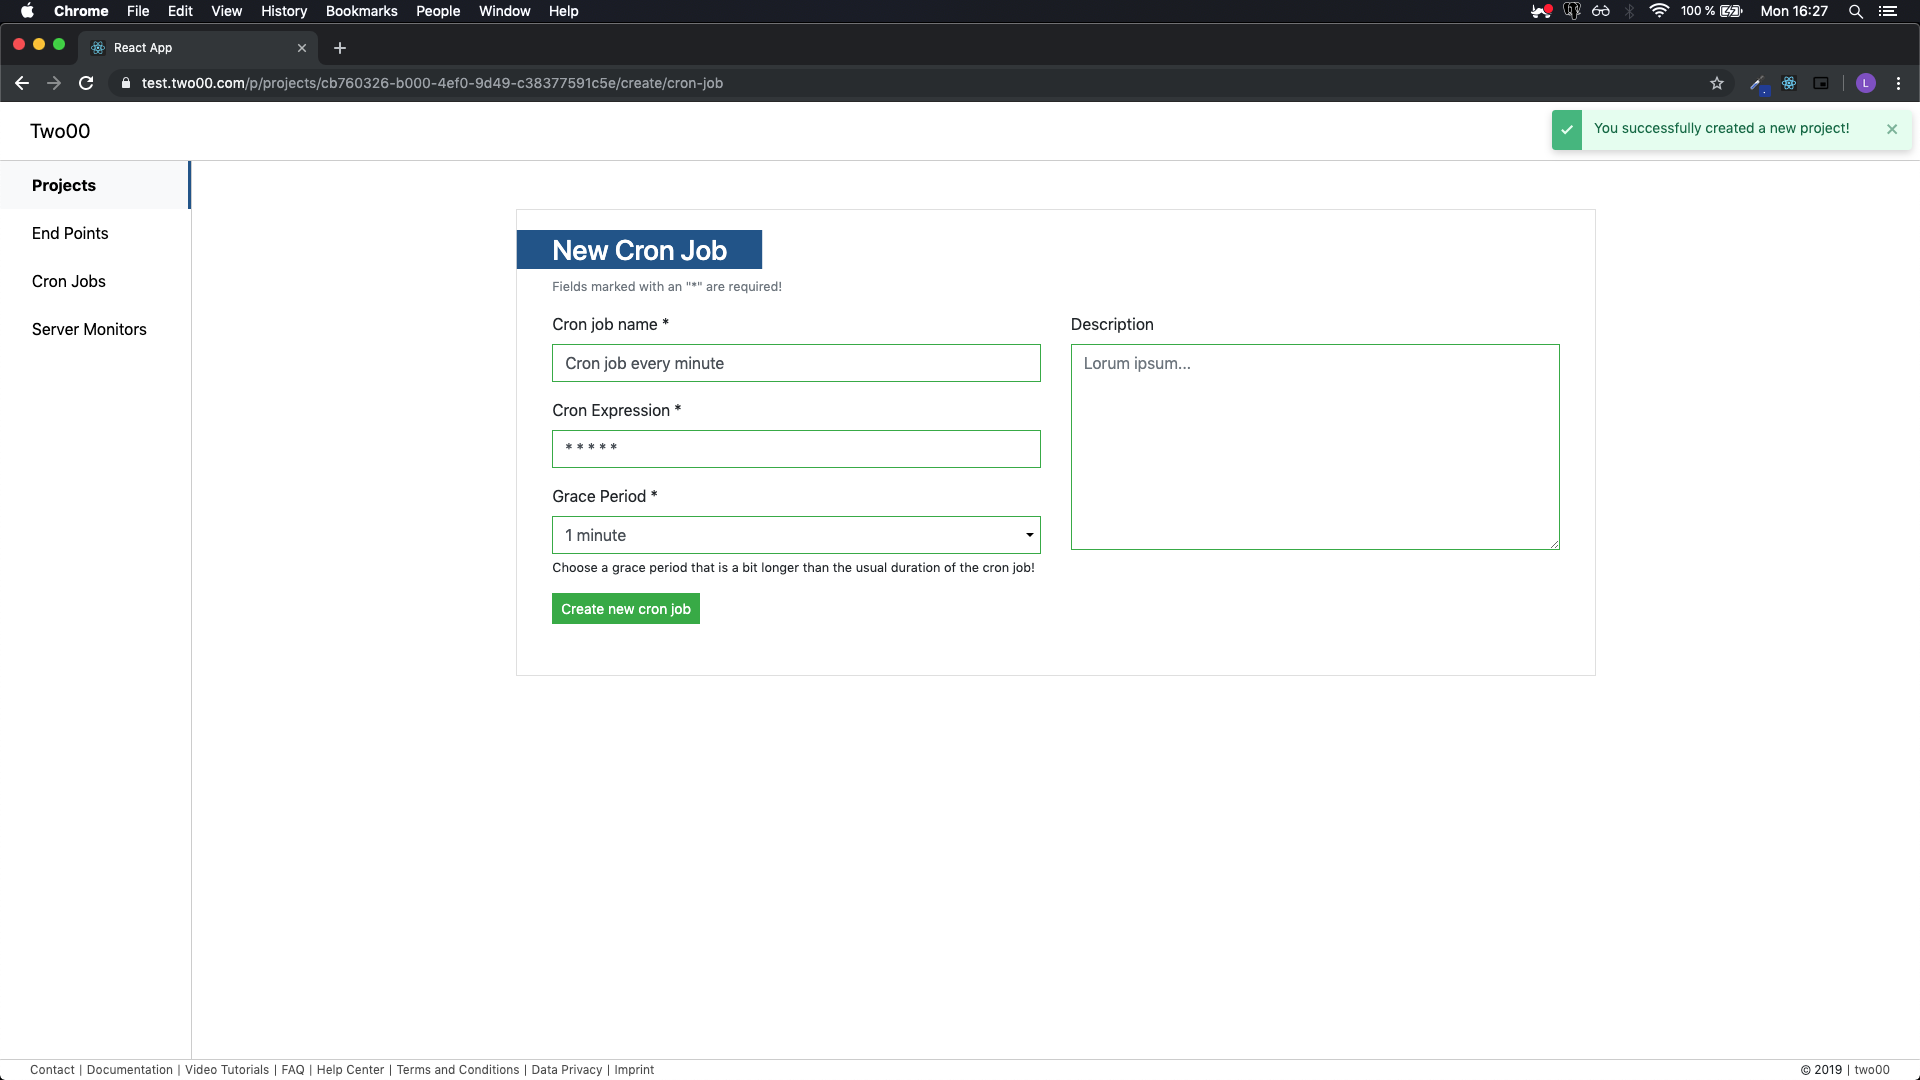 Chrome File Edit View History Bookmarks People Window Help 100 % Mon 16:27
React App
test.two00.com/p/projects/cb760326-b000-4ef0-9d49-c38377591c5e/create/cron-job L
Two00
You successfully created a new project!
Projects
End Points
Cron Jobs
Server Monitors
New Cron Job
Fields marked with an "*" are required!
Cron job name *
Cron job every minute
Cron Expression *
* * * * *
Grace Period *
1 minute
Choose a grace period that is a bit longer than the usual duration of the cron job!
Create new cron job
Description
Lorum ipsum...
Contact | Documentation | Video Tutorials | FAQ | Help Center | Terms and Conditions | Data Privacy | Imprint
© 2019 | two00